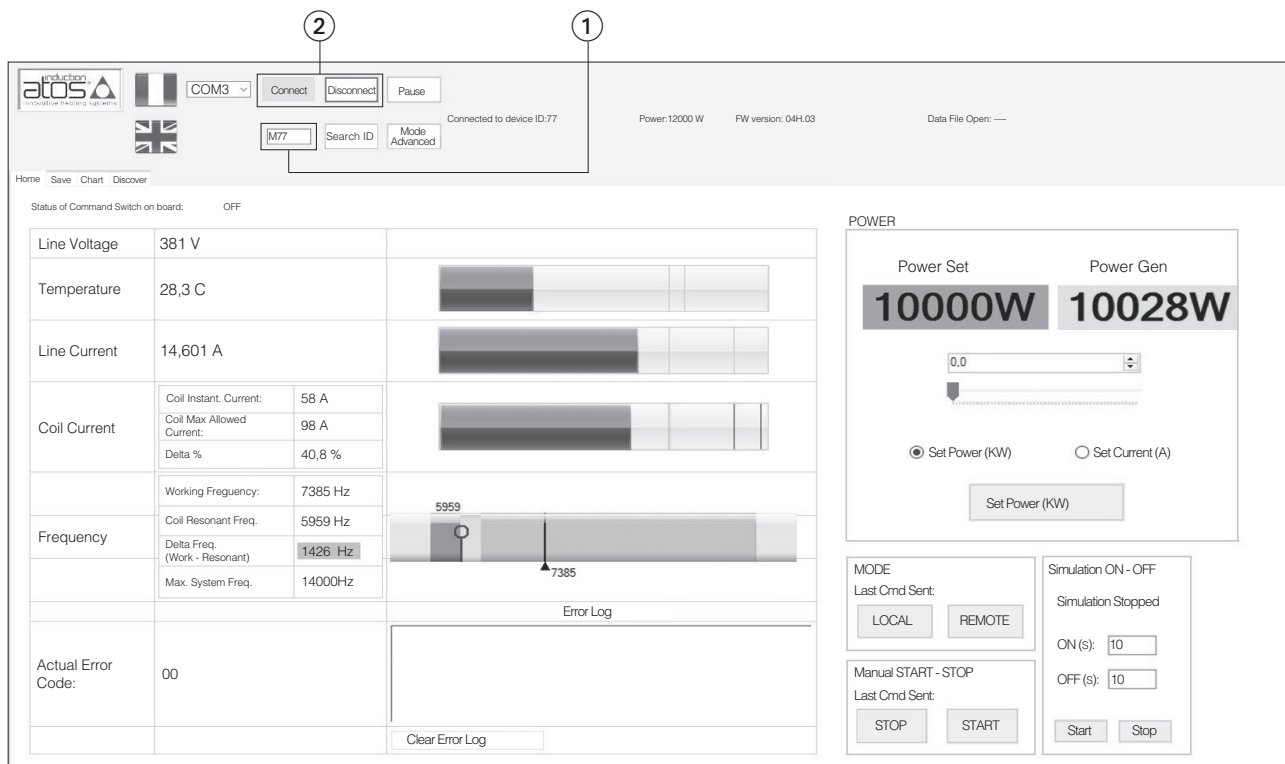 2
1
induction
atos
innovative heating systems
COM3
Connect
Disconnect
Pause
M77
Search ID
Mode
Advanced
Connected to device ID:77
Power:12000 W
FW version: 04H.03
Data File Open: ----
Home
Save
Chart
Discover
Status of Command Switch on board:
OFF
Line Voltage
381 V
Temperature
28,3 C
Line Current
14,601 A
Coil Current
Coil Instant. Current:
58 A
Coil Max Allowed
Current:
98 A
Delta %
40,8 %
Frequency
Working Freguency:
7385 Hz
Coil Resonant Freq.
5959 Hz
Delta Freq.
(Work - Resonant)
1426 Hz
Max. System Freq.
14000Hz
5959
7385
Error Log
Actual Error
Code:
00
Clear Error Log
POWER
Power Set
Power Gen
10000W
10028W
0,0
Set Power (KW)
Set Current (A)
Set Power (KW)
MODE
Last Cmd Sent:
LOCAL
REMOTE
Manual START - STOP
Last Cmd Sent:
STOP
START
Simulation ON - OFF
Simulation Stopped
ON (s):
10
OFF (s):
10
Start
Stop